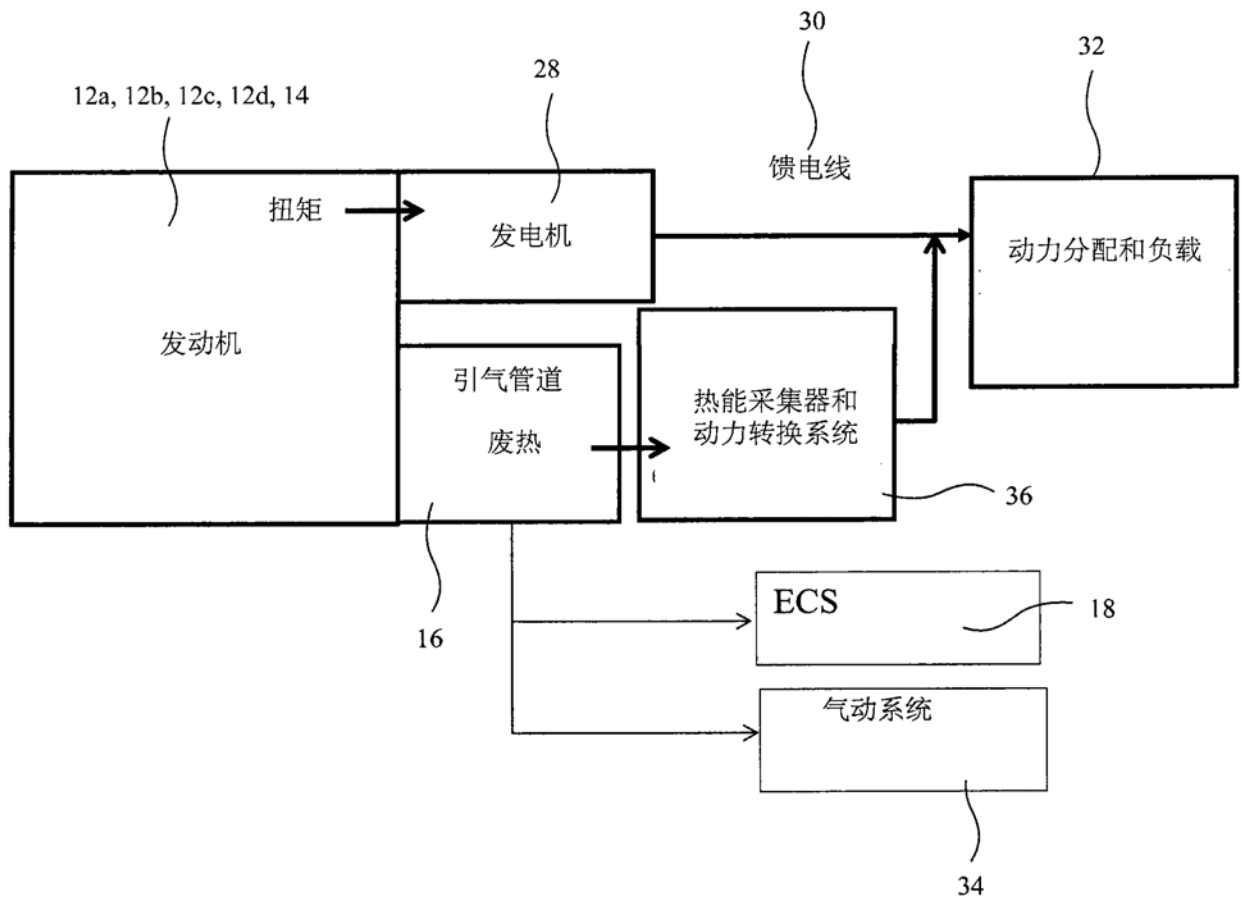 30
32
28
12a, 12b, 12c, 12d, 14
馈电线
扭矩
发电机
动力分配和负载
发动机
引气管道
废热
热能采集器和
动力转换系统
36
16
ECS
18
气动系统
34